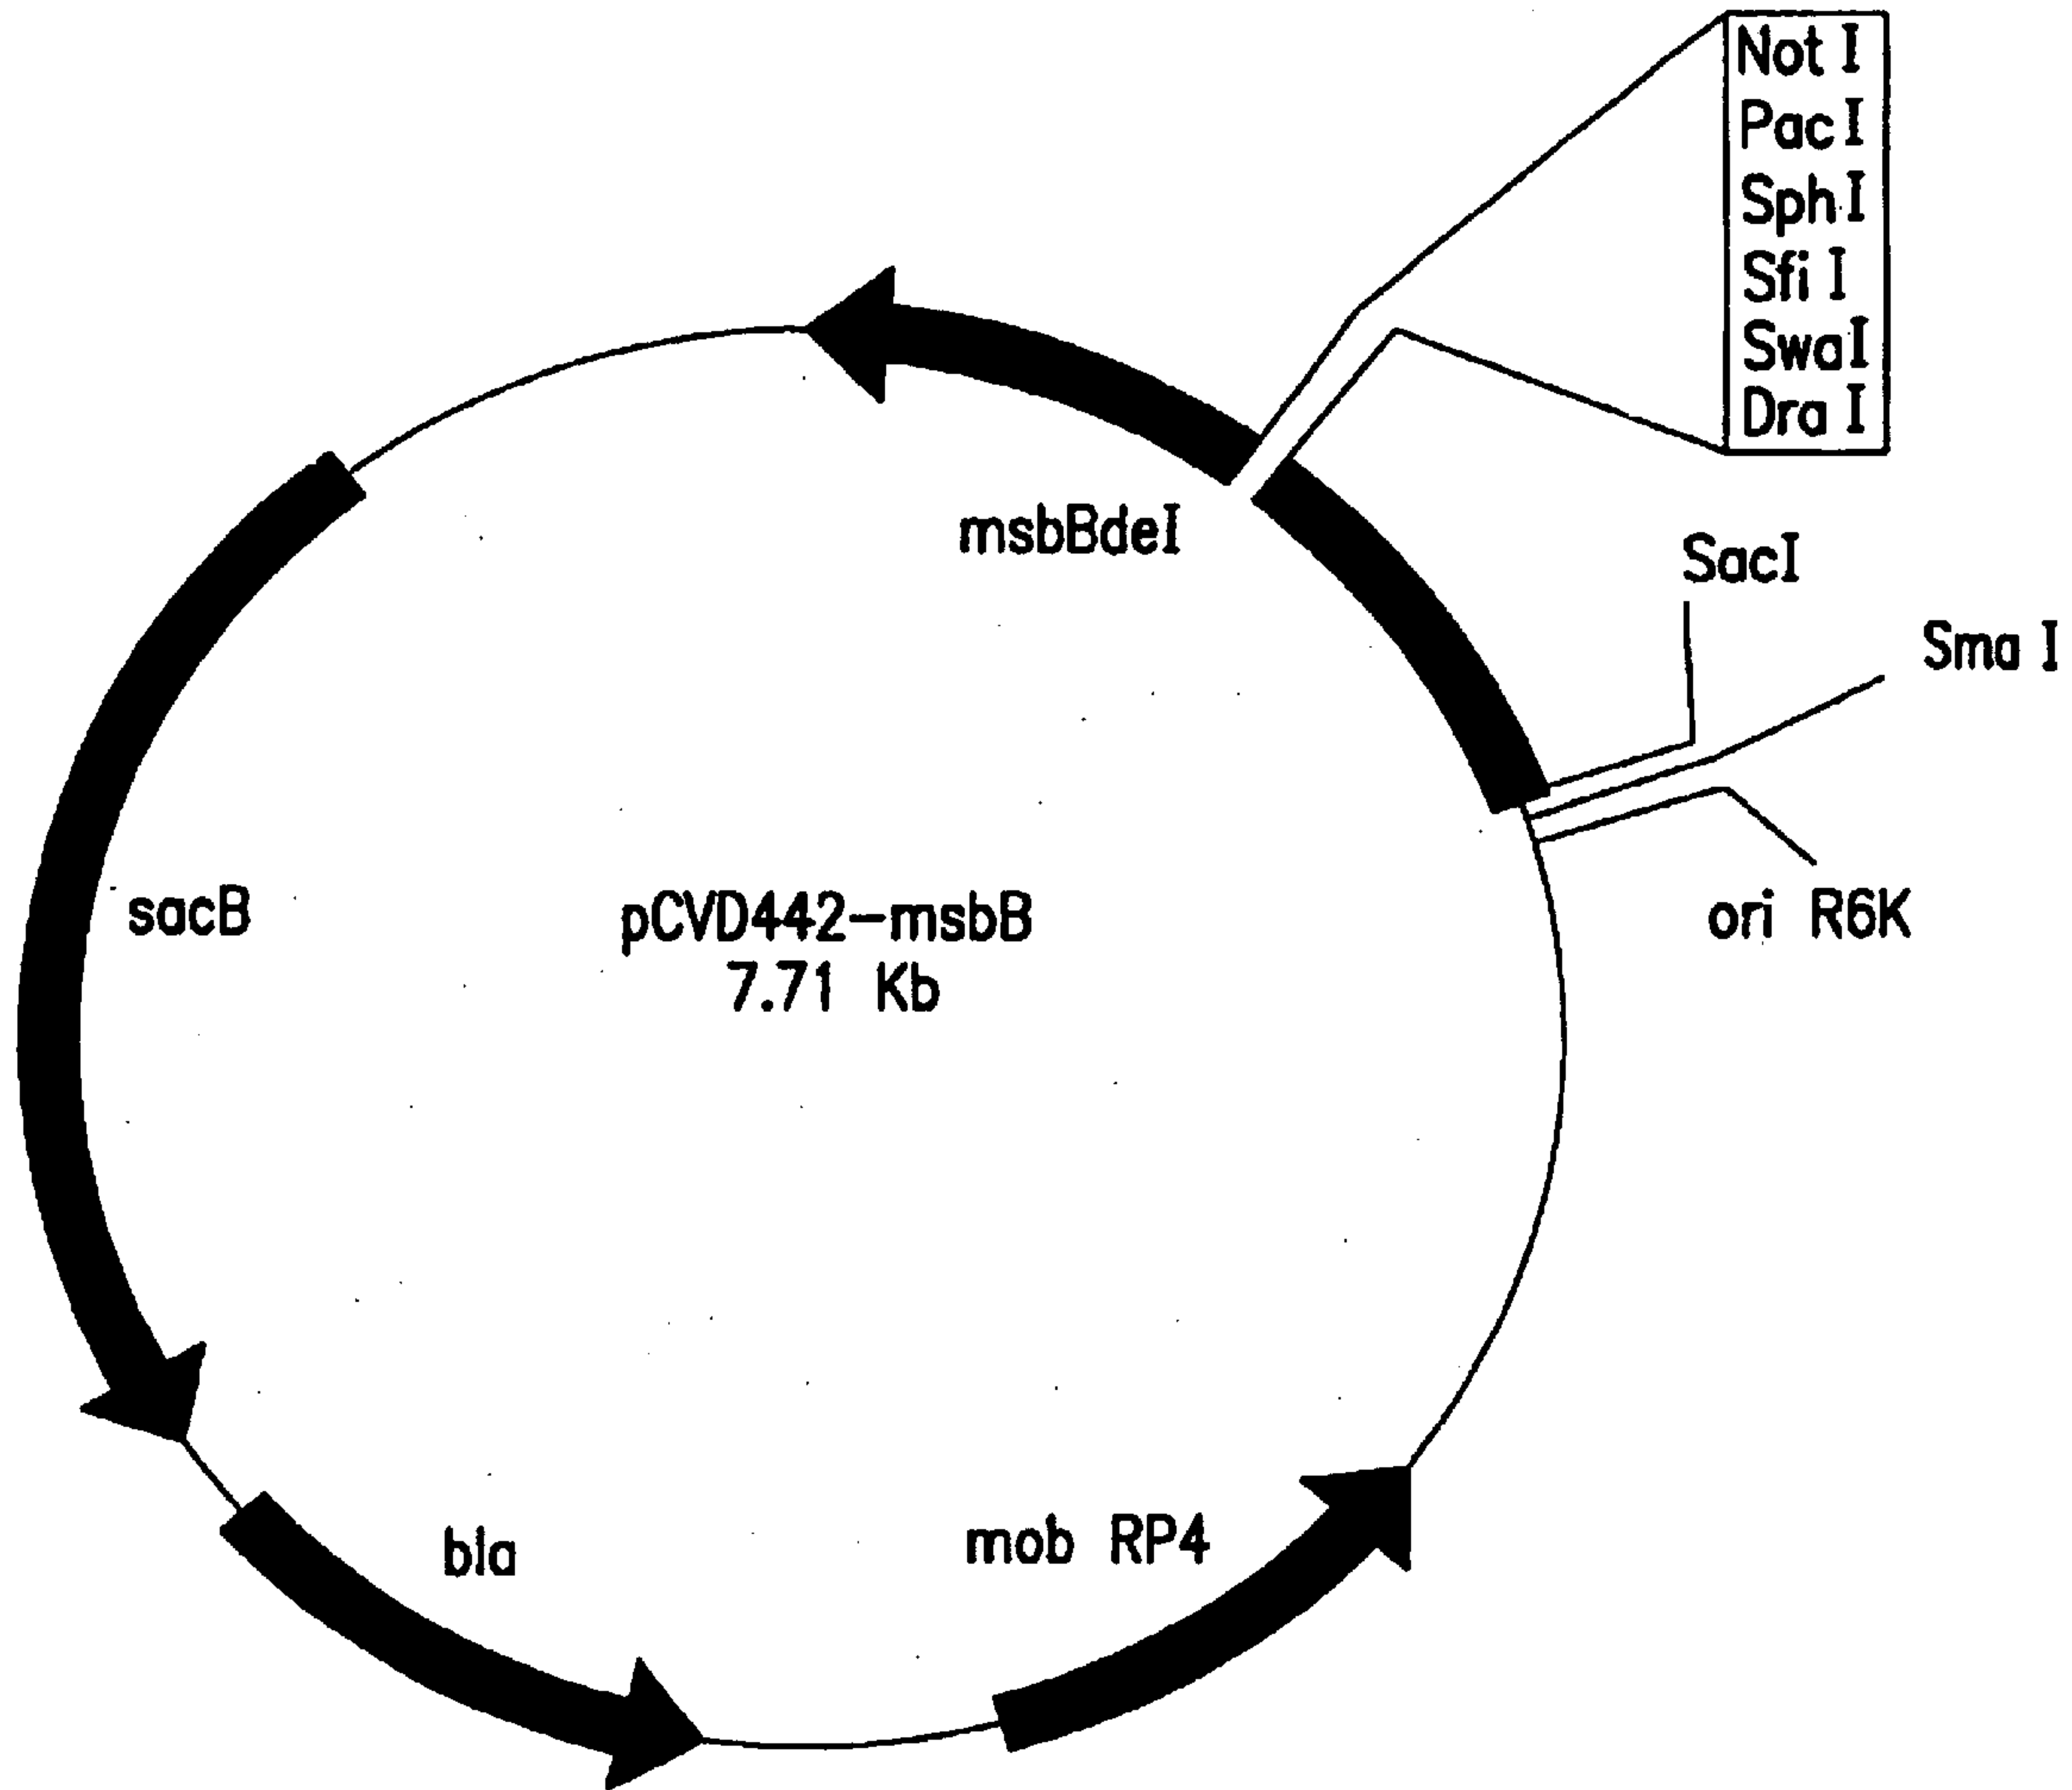 Not I
Pac I
Sph I
Sfi I
Swa I
Dra I
msbBdeI
SacI
Sma I
sacB
pCVD442-msbB
7.71 Kb
ori R6K
bla
mob RP4